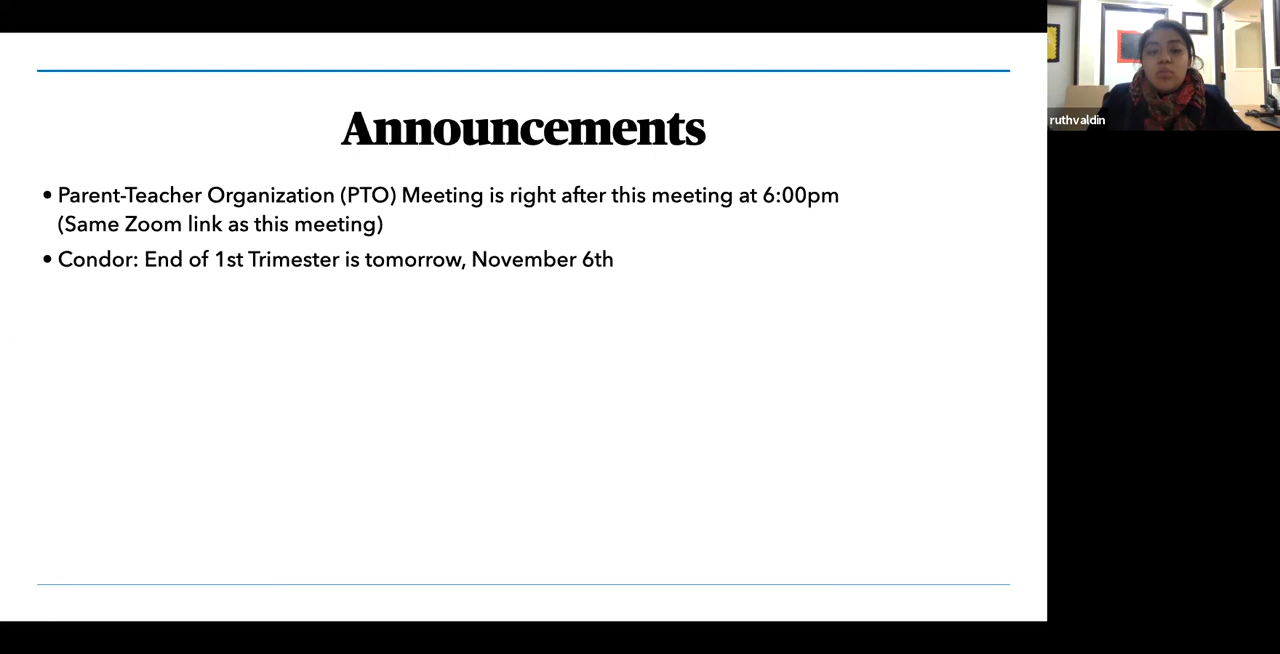 Announcements
• Parent-Teacher Organization (PTO) Meeting is right after this meeting at 6:00pm
(Same Zoom link as this meeting)
• Condor: End of 1st Trimester is tomorrow, November 6th
ruthvaldin